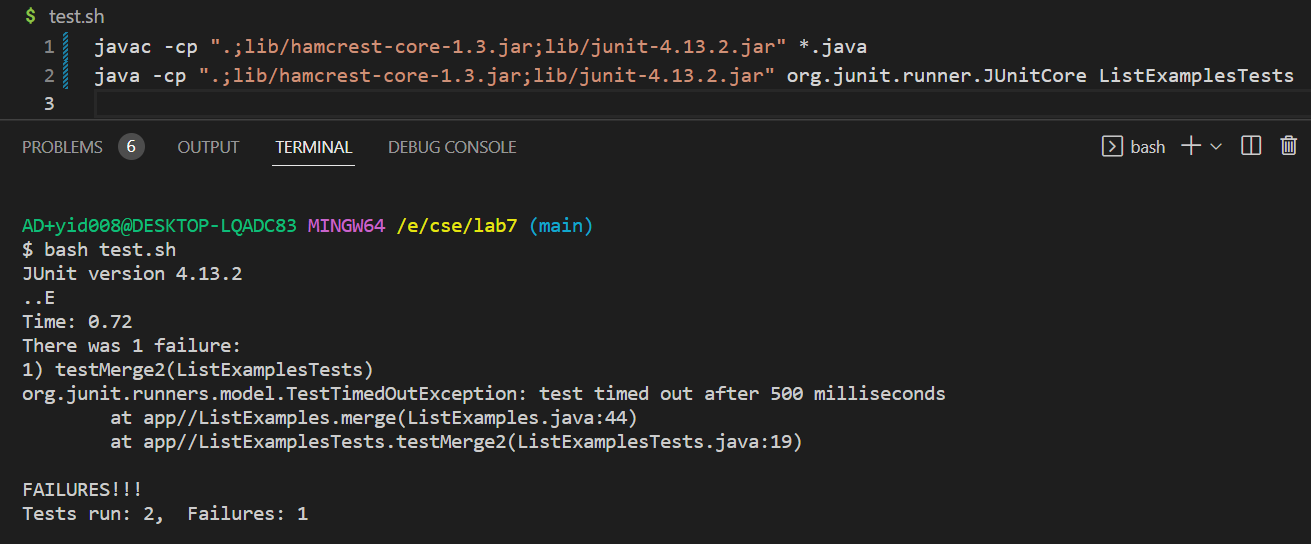 $ test.sh
1 javac -cp ".;lib/hamcrest-core-1.3.jar;lib/junit-4.13.2.jar" *.java
2 java -cp ".;lib/hamcrest-core-1.3.jar;lib/junit-4.13.2.jar" org.junit.runner.JUnitCore ListExamplesTests
3
PROBLEMS 6 OUTPUT TERMINAL DEBUG CONSOLE bash
AD+yid008@DESKTOP-LQADC83 MINGW64 /e/cse/lab7 (main)
$ bash test.sh
JUnit version 4.13.2
..E
Time: 0.72
There was 1 failure:
1) testMerge2(ListExamplesTests)
org.junit.runners.model.TestTimedOutException: test timed out after 500 milliseconds
at app//ListExamples.merge(ListExamples.java:44)
at app//ListExamplesTests.testMerge2(ListExamplesTests.java:19)
FAILURES!!!
Tests run: 2,  Failures: 1